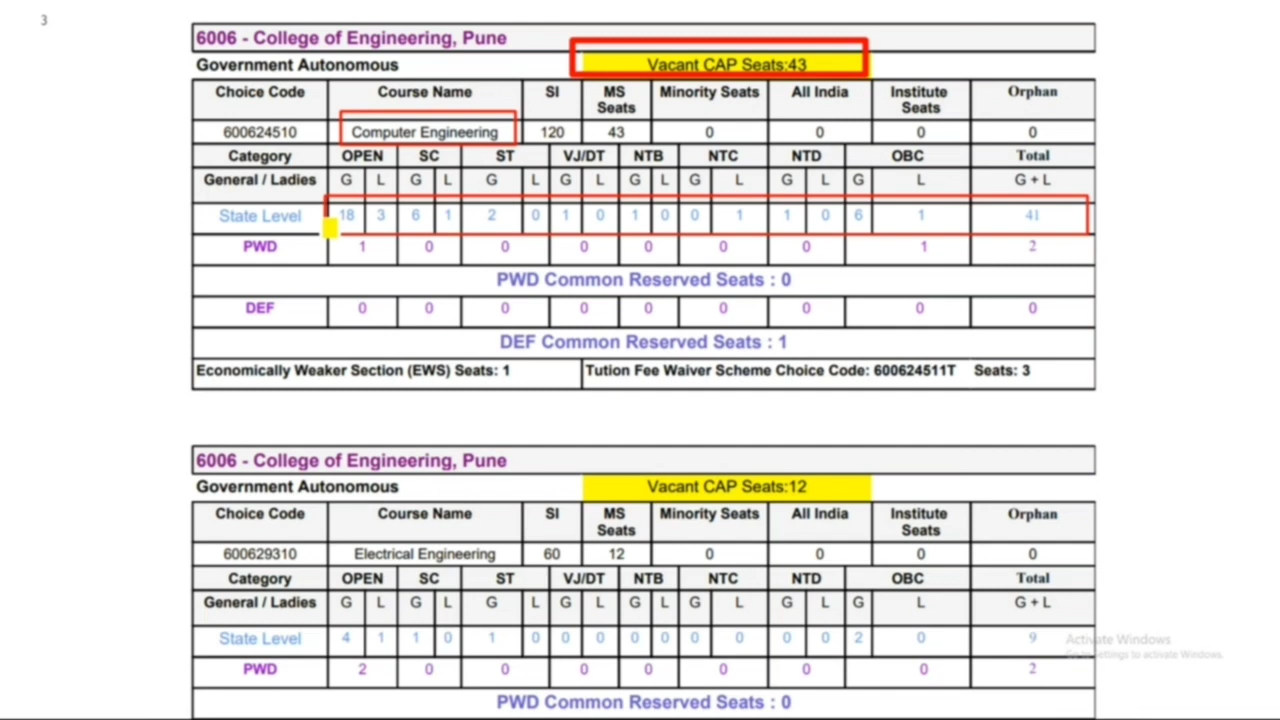 3
6006 - College of Engineering, Pune
Government Autonomous Vacant CAP Seats:43
Choice Code Course Name SI MS Seats Minority Seats All India Institute Seats Orphan
600624510 Computer Engineering 120 43 0 0 0 0
Category OPEN SC ST VJ/DT NTB NTC NTD OBC Total
General / Ladies G L G L G L G L G L G L G L G L G + L
State Level 18 3 6 1 2 0 1 0 1 0 0 1 1 0 6 1 41
PWD 1 0 0 0 0 0 0 1 2
PWD Common Reserved Seats : 0
DEF 0 0 0 0 0 0 0 0 0
DEF Common Reserved Seats : 1
Economically Weaker Section (EWS) Seats: 1 Tution Fee Waiver Scheme Choice Code: 600624511T Seats: 3
6006 - College of Engineering, Pune
Government Autonomous Vacant CAP Seats:12
Choice Code Course Name SI MS Seats Minority Seats All India Institute Seats Orphan
600629310 Electrical Engineering 60 12 0 0 0 0
Category OPEN SC ST VJ/DT NTB NTC NTD OBC Total
General / Ladies G L G L G L G L G L G L G L G L G + L
State Level 4 1 1 0 1 0 0 0 0 0 0 0 0 0 2 0 9
PWD 2 0 0 0 0 0 0 0 2
PWD Common Reserved Seats : 0
Activate Windows
Go to Settings to activate Windows.